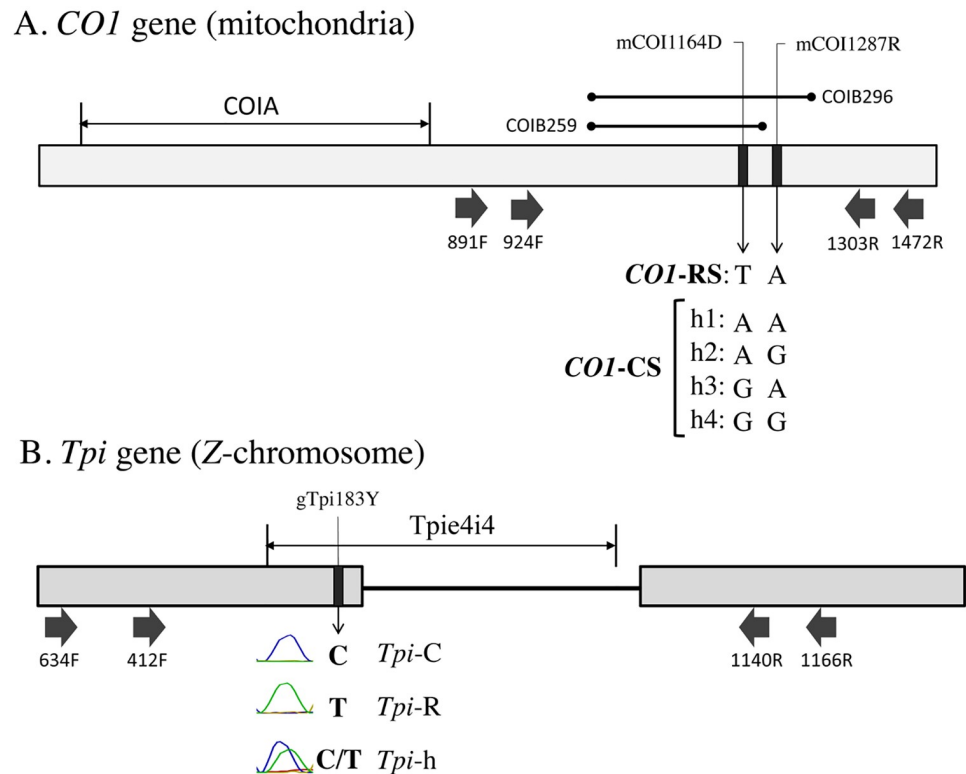 A. CO1 gene (mitochondria)
mCOI1164D
mCOI1287R
COIA
COIB296
COIB259
891F
924F
1303R
1472R
CO1-RS: T A
CO1-CS
h1: A A
h2: A G
h3: G A
h4: G G
B. Tpi gene (Z-chromosome)
gTpi183Y
Tpie4i4
634F
412F
1140R
1166R
C Tpi-C
T Tpi-R
C/T Tpi-h